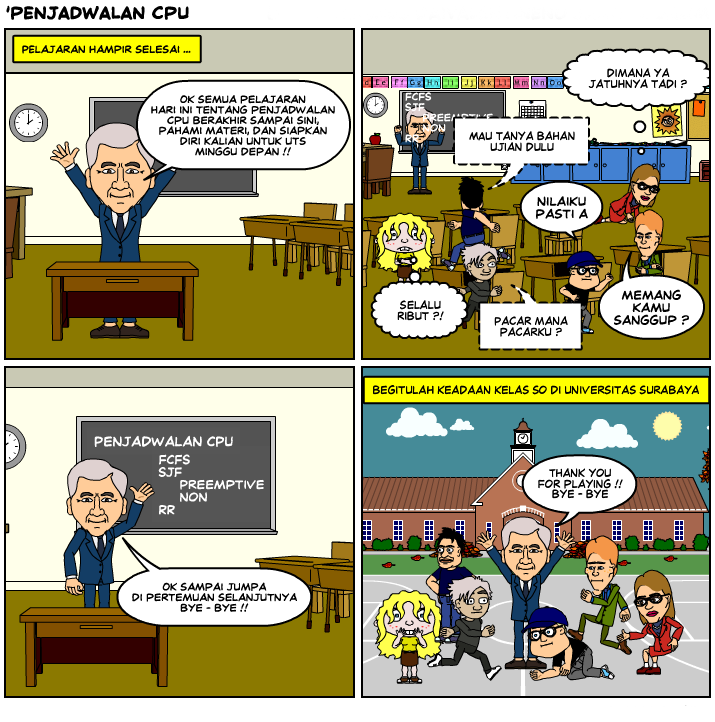 'PENJADWALAN CPU
PELAJARAN HAMPIR SELESAI ...
OK SEMUA PELAJARAN
HARI INI TENTANG PENJADWALAN
CPU BERAKHIR SAMPAI SINI,
PAHAMI MATERI, DAN SIAPKAN
DIRI KALIAN UNTUK UTS
MINGGU DEPAN !!
DIMANA YA
JATUHNYA TADI ?
Ee Ff Gg Hh Ii Jj Kk Ll Mm Nn Oo
FCFS
SJF
PREEMPTIVE
NON
RR
MAU TANYA BAHAN
UJIAN DULU
NILAIKU
PASTI A
SELALU
RIBUT ?!
PACAR MANA
PACARKU ?
MEMANG
KAMU
SANGGUP ?
PENJADWALAN CPU
FCFS
SJF
PREEMPTIVE
NON
RR
OK SAMPAI JUMPA
DI PERTEMUAN SELANJUTNYA
BYE - BYE !!
BEGITULAH KEADAAN KELAS SO DI UNIVERSITAS SURABAYA
THANK YOU
FOR PLAYING !!
BYE - BYE